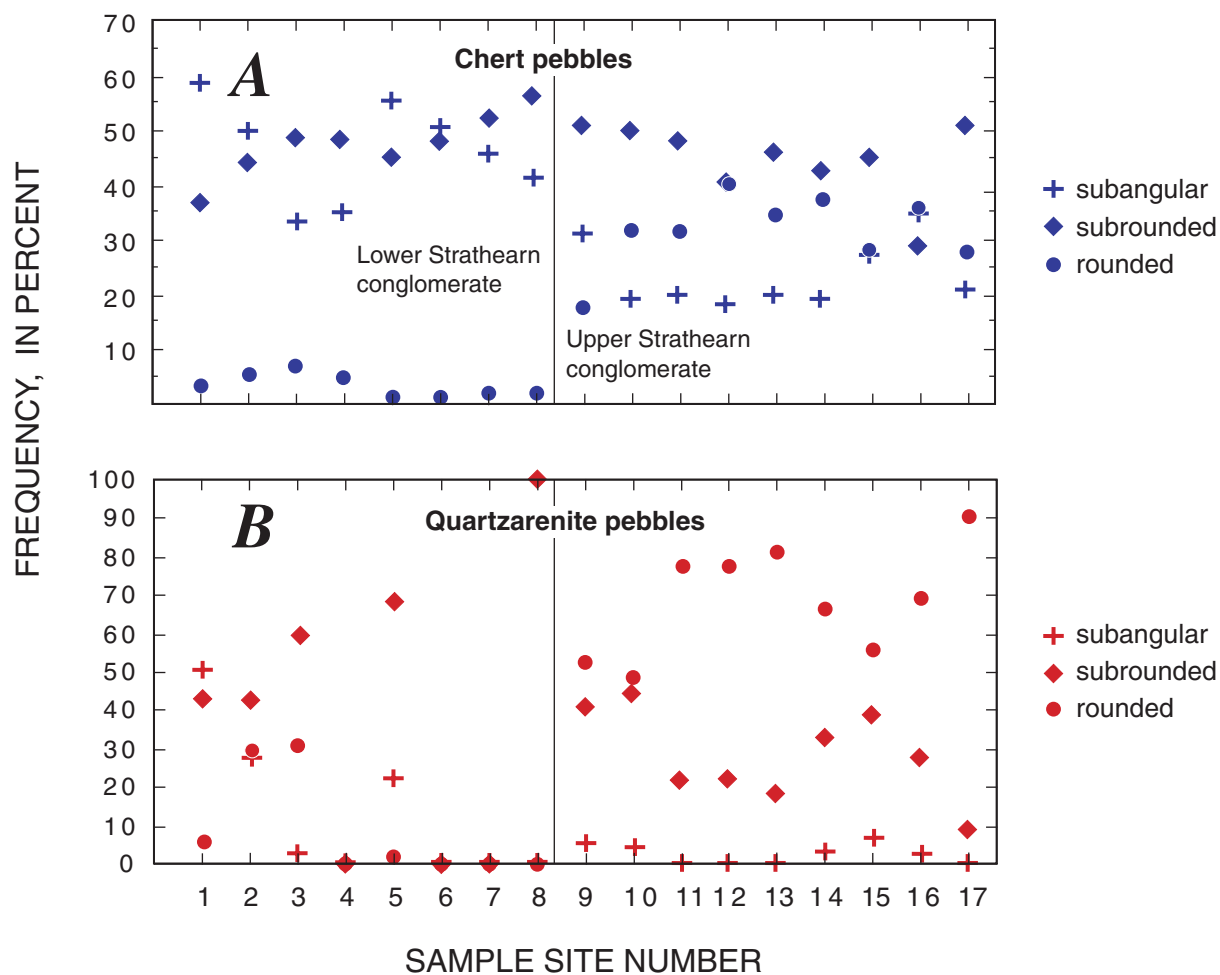 FREQUENCY, IN PERCENT
70
60
50
40
30
20
10
A
Chert pebbles
Lower Strathearn
conglomerate
Upper Strathearn
conglomerate
subangular
subrounded
rounded
100
90
80
70
60
50
40
30
20
10
0
B
Quartzarenite pebbles
subangular
subrounded
rounded
1 2 3 4 5 6 7 8 9 10 11 12 13 14 15 16 17
SAMPLE SITE NUMBER